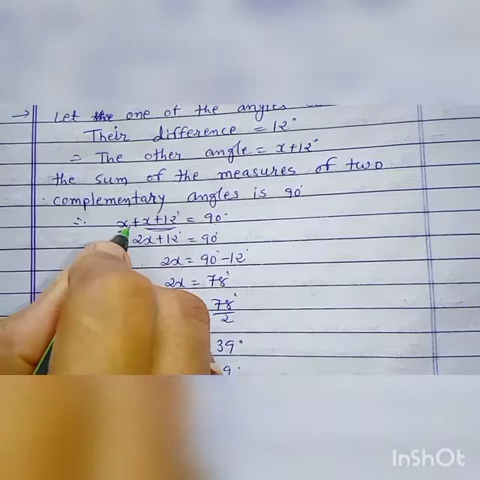 → Let the one of the angles
Their difference = 12°
∴ The other angle = x+12°
the sum of the measures of two
complementary angles is 90°
∴ x+x+12° = 90°
2x+12° = 90°
2x = 90°-12°
2x = 78°
78°
2
39°
9°
InShOt